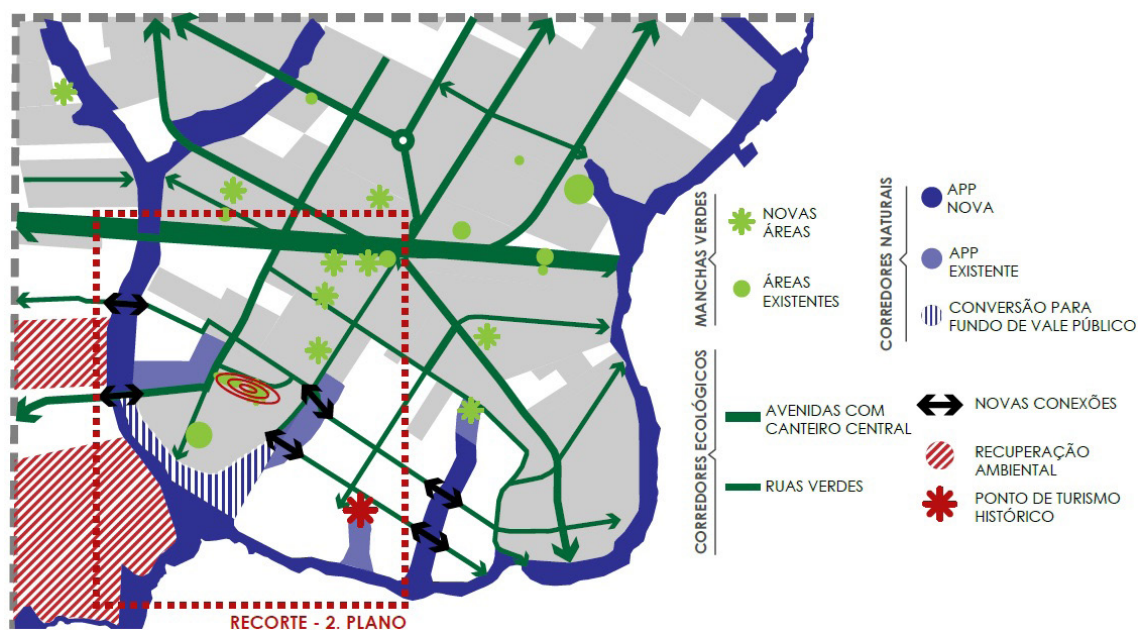 RECORTE - 2. PLANO
MANCHAS VERDES
NOVAS
ÁREAS
ÁREAS
EXISTENTES
CORREDORES ECOLÓGICOS
AVENIDAS COM
CANTEIRO CENTRAL
RUAS VERDES
CORREDORES NATURAIS
APP
NOVA
APP
EXISTENTE
CONVERSÃO PARA
FUNDO DE VALE PÚBLICO
NOVAS CONEXÕES
RECUPERAÇÃO
AMBIENTAL
PONTO DE TURISMO
HISTÓRICO